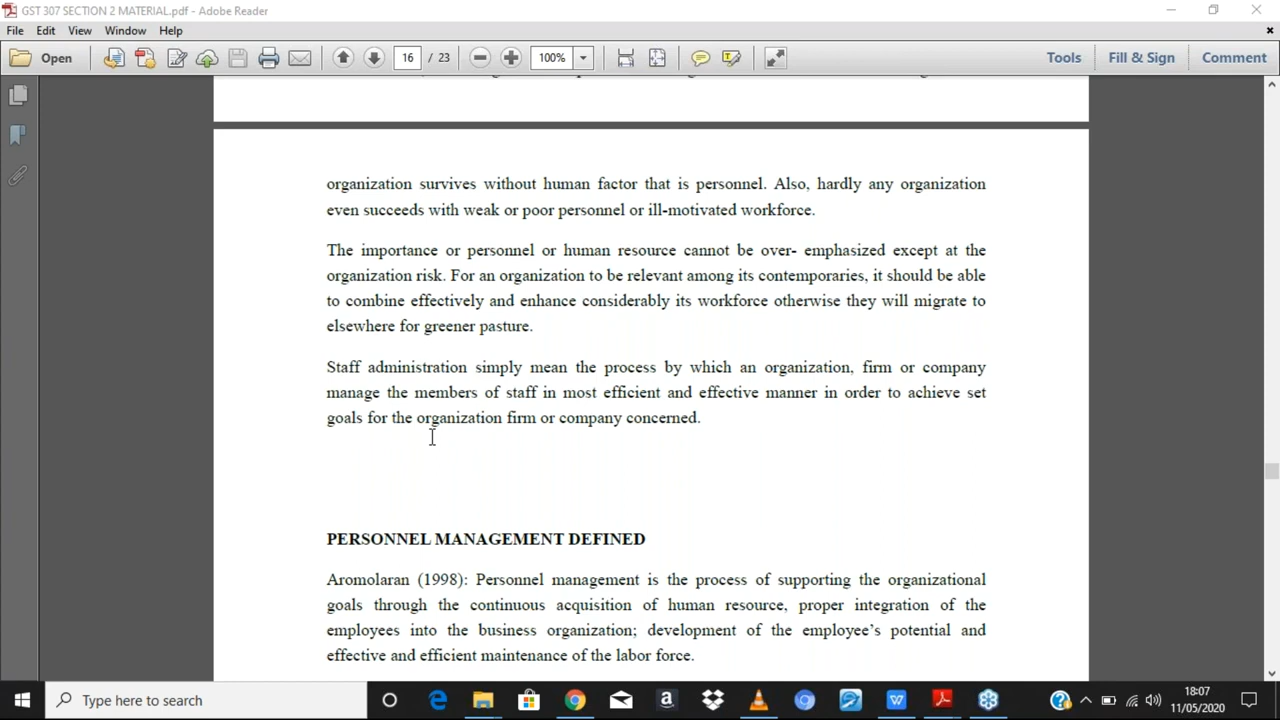 GST 307 SECTION 2 MATERIAL.pdf - Adobe Reader
File Edit View Window Help
Open 16 / 23 100% Tools Fill & Sign Comment
organization survives without human factor that is personnel. Also, hardly any organization
even succeeds with weak or poor personnel or ill-motivated workforce.
The importance or personnel or human resource cannot be over- emphasized except at the
organization risk. For an organization to be relevant among its contemporaries, it should be able
to combine effectively and enhance considerably its workforce otherwise they will migrate to
elsewhere for greener pasture.
Staff administration simply mean the process by which an organization, firm or company
manage the members of staff in most efficient and effective manner in order to achieve set
goals for the organization firm or company concerned.
PERSONNEL MANAGEMENT DEFINED
Aromolaran (1998): Personnel management is the process of supporting the organizational
goals through the continuous acquisition of human resource, proper integration of the
employees into the business organization; development of the employee’s potential and
effective and efficient maintenance of the labor force.
Type here to search
18:07
11/05/2020